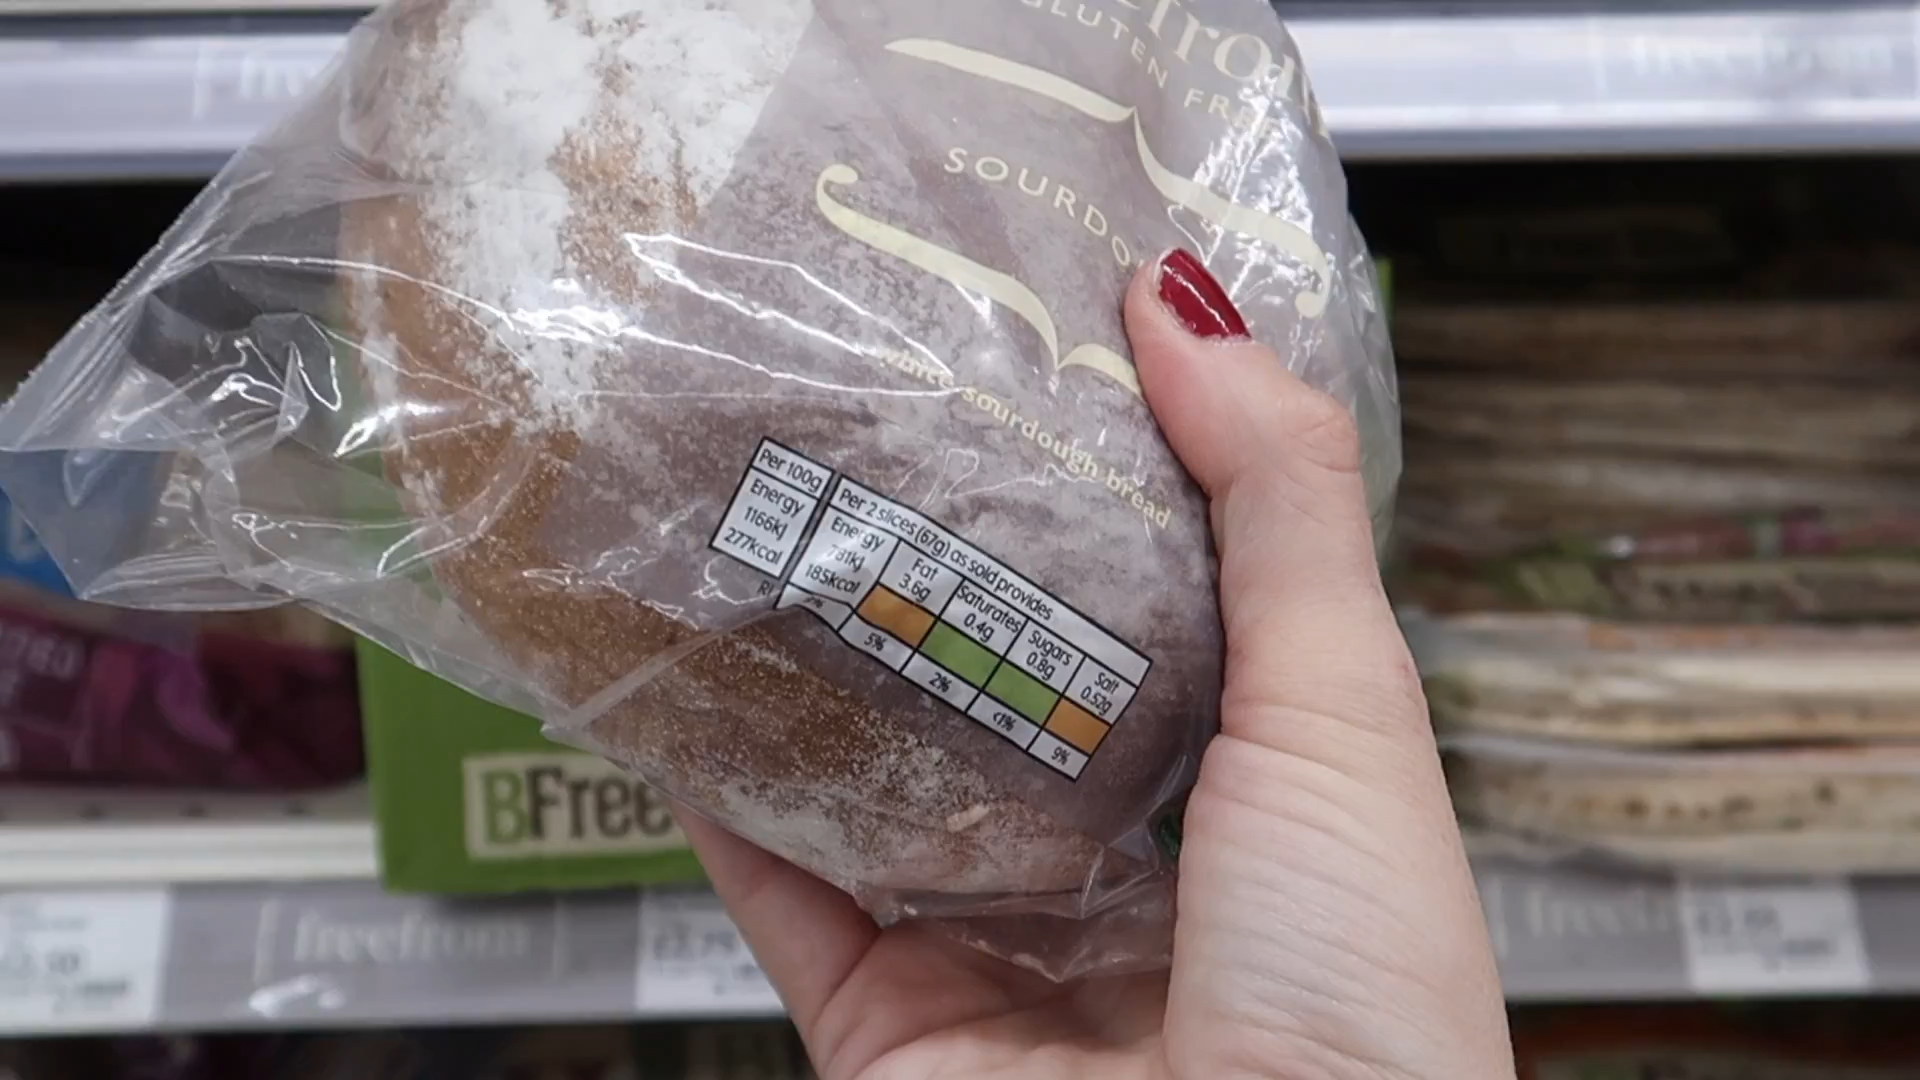 GLUTEN FREE
SOURDO
white sourdough bread
Per 100g
Energy
1166kJ
277kcal
Per 2 slices (67g) as sold provides
Energy
781kJ
185kcal
Fat
3.6g
Saturates
0.4g
Sugars
0.8g
Salt
0.52g
RI
5%
2%
<1%
9%
BFree
freefrom